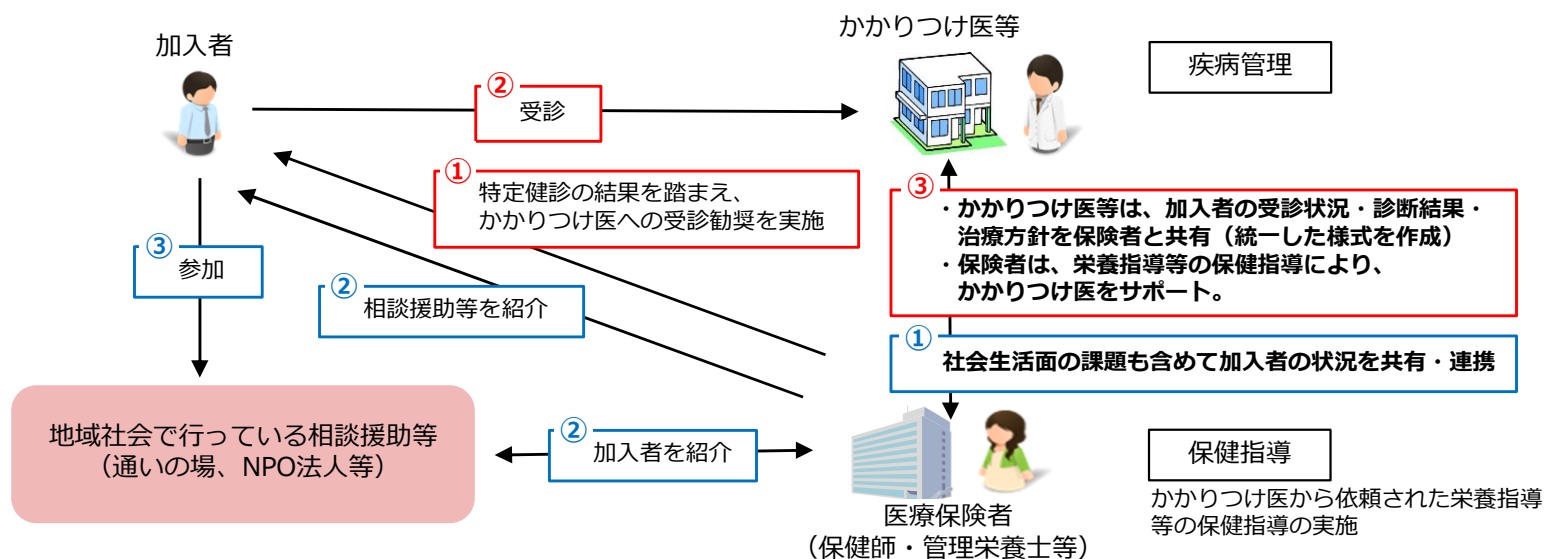 加入者
かかりつけ医等
疾病管理
②
受診
①
特定健診の結果を踏まえ、
かかりつけ医への受診勧奨を実施
③
・かかりつけ医等は、加入者の受診状況・診断結果・
治療方針を保険者と共有（統一した様式を作成）
・保険者は、栄養指導等の保健指導により、
かかりつけ医をサポート。
③
参加
②
相談援助等を紹介
①
社会生活面の課題も含めて加入者の状況を共有・連携
地域社会で行っている相談援助等
（通いの場、NPO法人等）
②
加入者を紹介
医療保険者
（保健師・管理栄養士等）
保健指導
かかりつけ医から依頼された栄養指導
等の保健指導の実施